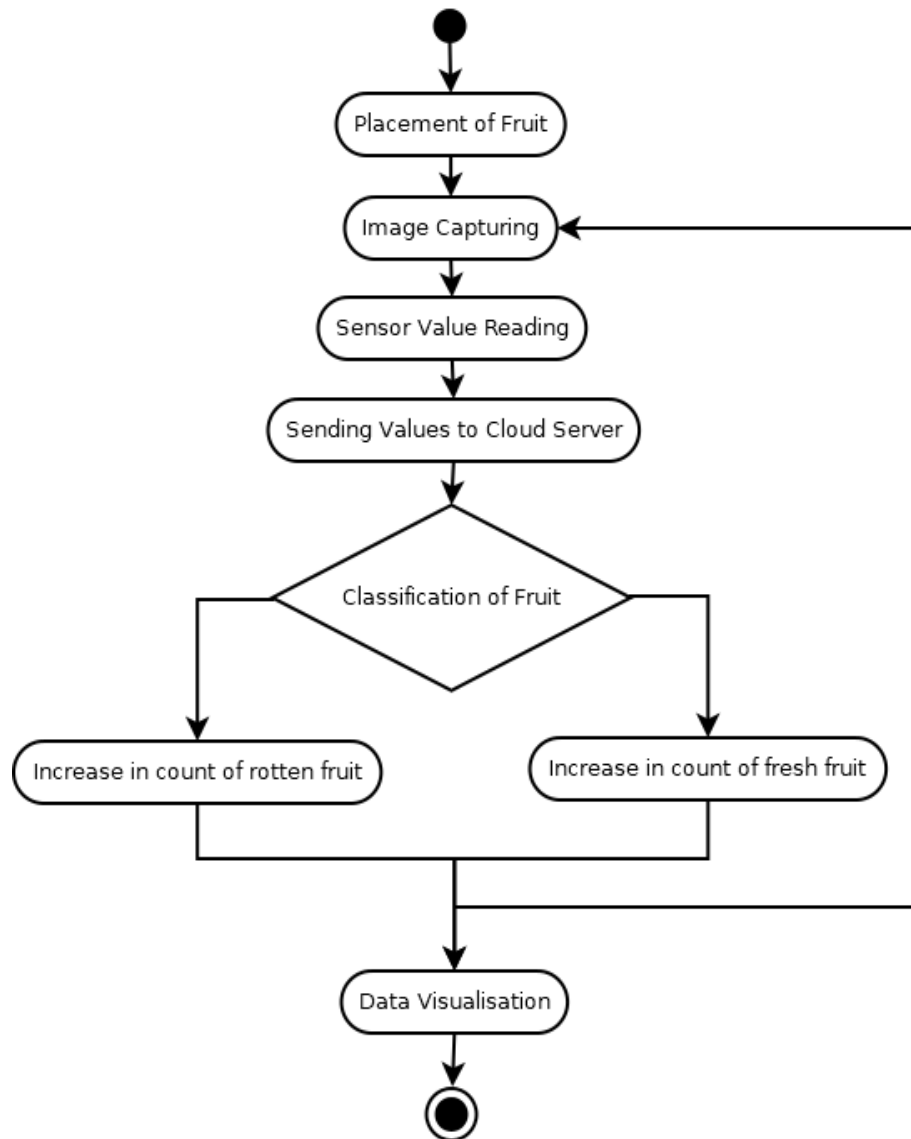 Placement of Fruit
Image Capturing
Sensor Value Reading
Sending Values to Cloud Server
Classification of Fruit
Increase in count of rotten fruit
Increase in count of fresh fruit
Data Visualisation